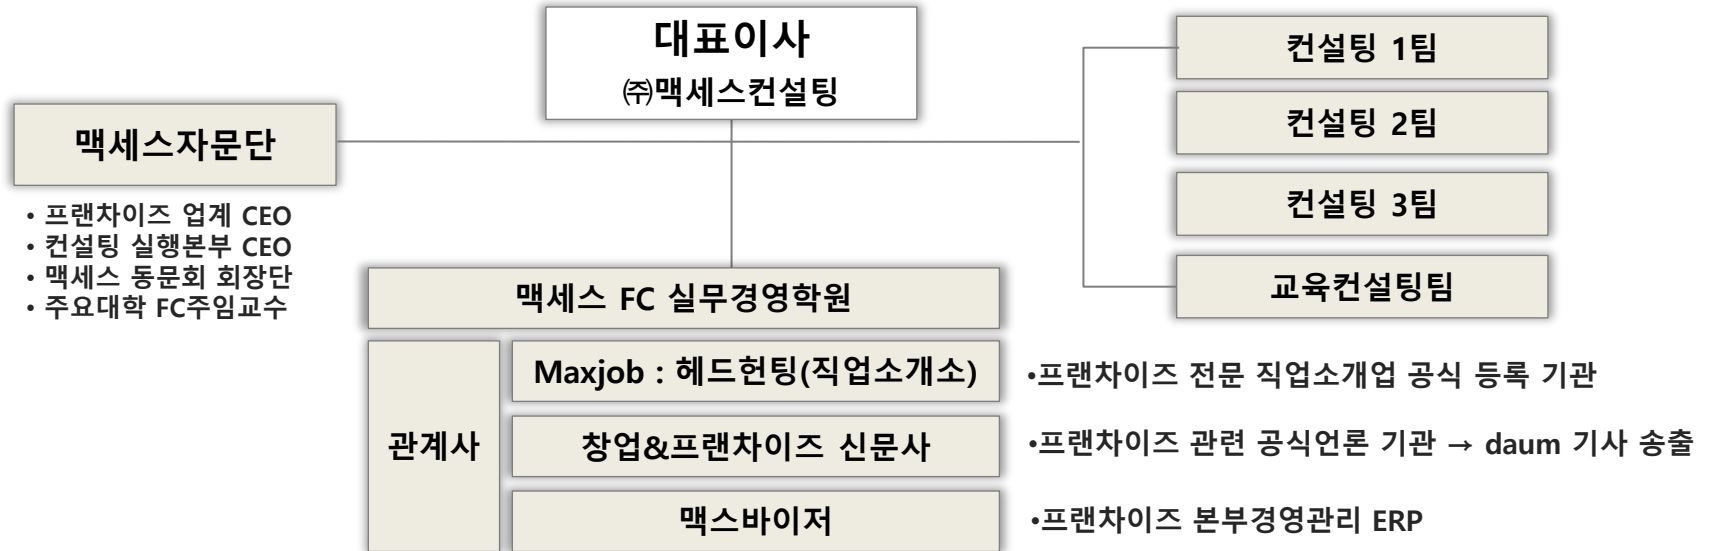 대표이사
㈜맥세스컨설팅
맥세스자문단
• 프랜차이즈 업계 CEO
• 컨설팅 실행본부 CEO
• 맥세스 동문회 회장단
• 주요대학 FC주임교수
컨설팅 1팀
컨설팅 2팀
컨설팅 3팀
교육컨설팅팀
맥세스 FC 실무경영학원
관계사
Maxjob : 헤드헌팅(직업소개소)
•프랜차이즈 전문 직업소개업 공식 등록 기관
창업&프랜차이즈 신문사
•프랜차이즈 관련 공식언론 기관 → daum 기사 송출
맥스바이저
•프랜차이즈 본부경영관리 ERP